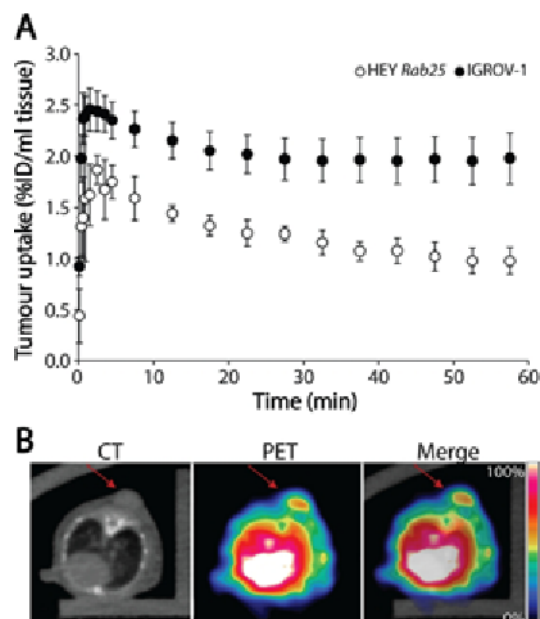 A
3.0
2.5
2.0
1.5
1.0
0.5
0.0
HEY Rab25 IGROV-1
Tumour uptake (%ID/ml tissue)
0 10 20 30 40 50 60
Time (min)
B
CT PET Merge
100%
0%